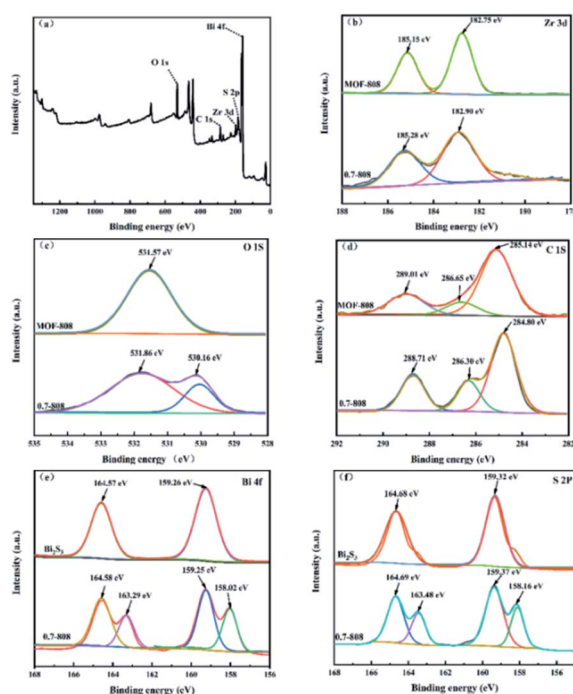 (a)
Bi 4f
O 1s
S 2p
Zr 3d
C 1s
Intensity (a.u.)
1200 1000 800 600 400 200 0
Binding energy (eV)
(b)
Zr 3d
182.75 eV
185.15 eV
MOF-808
182.90 eV
185.28 eV
0.7-808
Intensity (a.u.)
188 186 184 182 180 178
Binding energy (eV)
(c)
O 1S
531.57 eV
MOF-808
531.86 eV
530.16 eV
0.7-808
Intensity (a.u.)
535 534 533 532 531 530 529 528
Binding energy (eV)
(d)
C 1S
285.14 eV
289.01 eV
286.65 eV
MOF-808
284.80 eV
288.71 eV
286.30 eV
0.7-808
Intensity (a.u.)
292 290 288 286 284 282
Binding energy (eV)
(e)
Bi 4f
164.57 eV
159.26 eV
Bi₂S₃
159.25 eV
164.58 eV
163.29 eV
158.02 eV
0.7-808
Intensity (a.u.)
168 166 164 162 160 158 156
Binding energy (eV)
(f)
S 2P
159.32 eV
164.68 eV
Bi₂S₃
159.37 eV
164.69 eV
163.48 eV
158.16 eV
0.7-808
Intensity (a.u.)
168 166 164 162 160 158 156
Binding energy (eV)